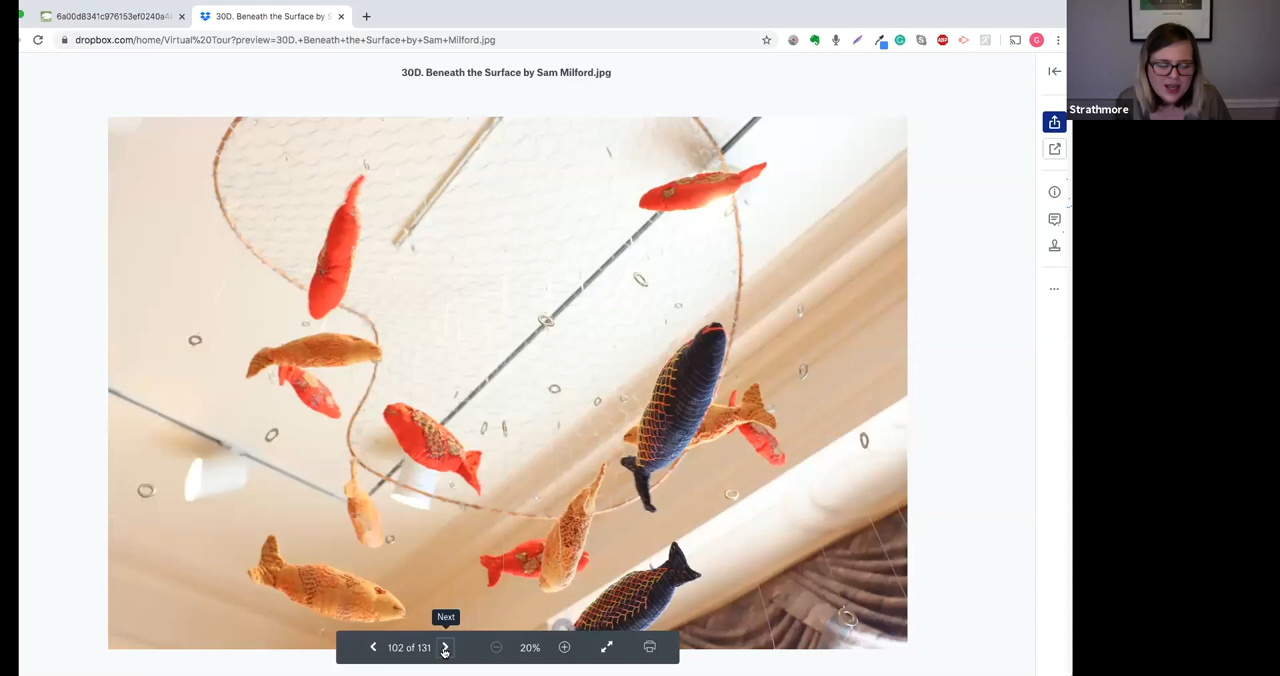 6a00d8341c976153ef0240a4
30D. Beneath the Surface by S
dropbox.com/home/Virtual%20Tour?preview=30D.+Beneath+the+Surface+by+Sam+Milford.jpg
ABP
G
30D. Beneath the Surface by Sam Milford.jpg
Strathmore
Next
102 of 131
20%